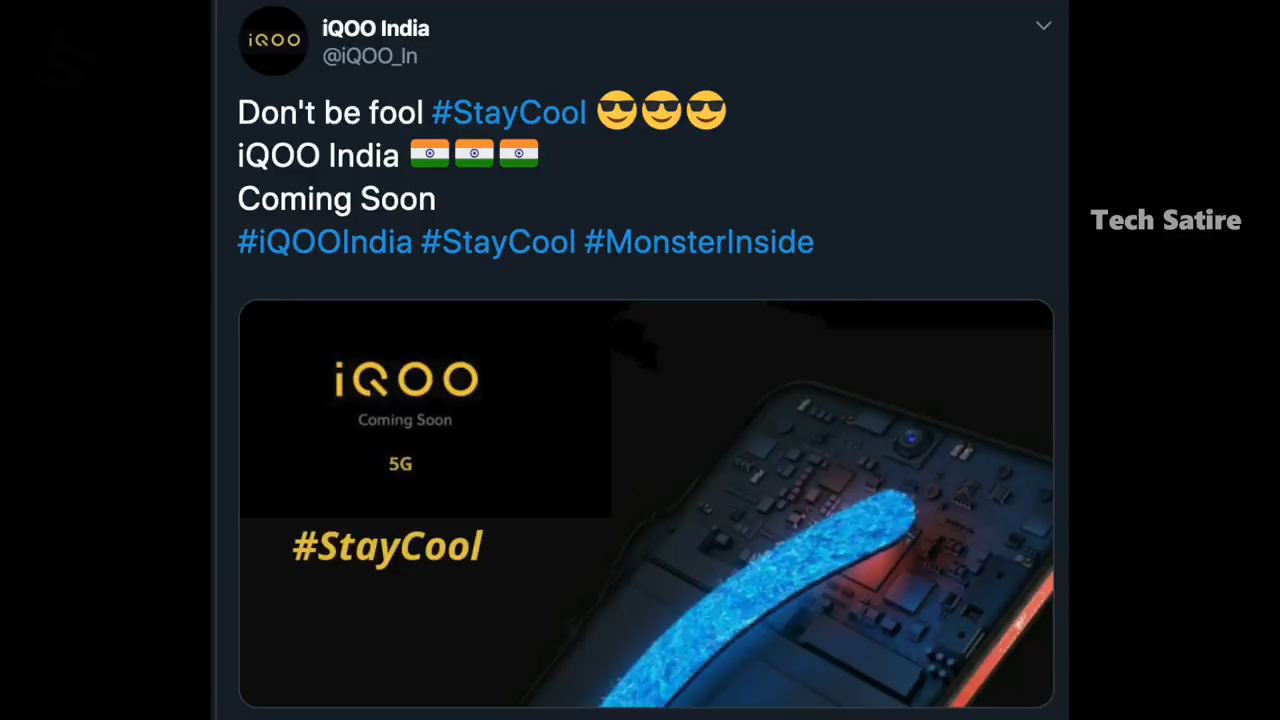 iQOO
iQOO India
@iQOO_In
Don't be fool #StayCool 😎😎😎
iQOO India 🇮🇳🇮🇳🇮🇳
Coming Soon
#iQOOIndia #StayCool #MonsterInside
Tech Satire
iQOO
Coming Soon
5G
#StayCool